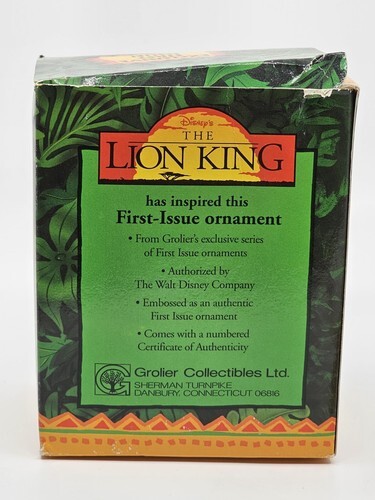 Disney's
THE
LION KING
has inspired this
First-Issue ornament
• From Grolier's exclusive series
of First Issue ornaments
• Authorized by
The Walt Disney Company
• Embossed as an authentic
First Issue ornament
• Comes with a numbered
Certificate of Authenticity
Grolier Collectibles Ltd.
SHERMAN TURNPIKE
DANBURY, CONNECTICUT 06816